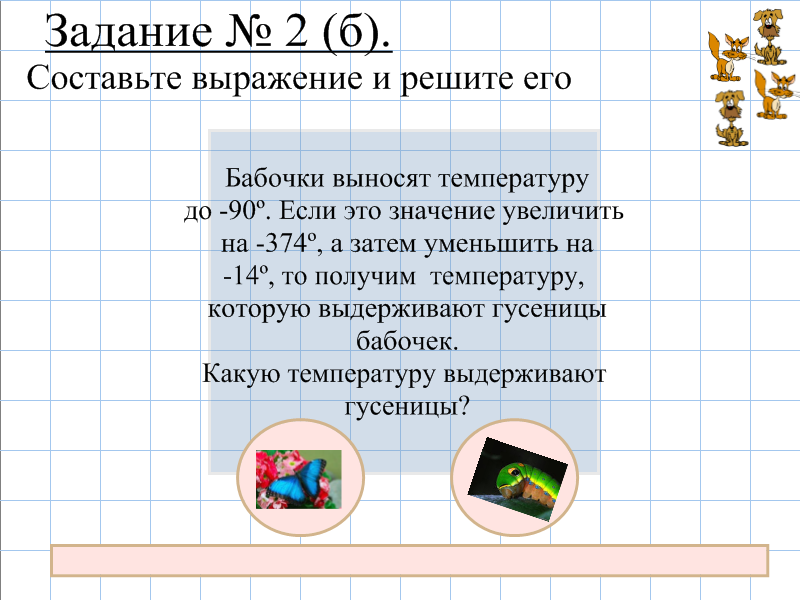 Задание № 2 (б).
Составьте выражение и решите его
Бабочки выносят температуру
до -90º. Если это значение увеличить
на -374º, а затем уменьшить на
-14º, то получим температуру,
которую выдерживают гусеницы
бабочек.
Какую температуру выдерживают
гусеницы?